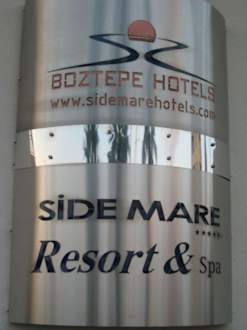 BOZTEPE HOTELS
www.sidemarehotels.com
SİDE MARE
★★★★★
Resort & Spa